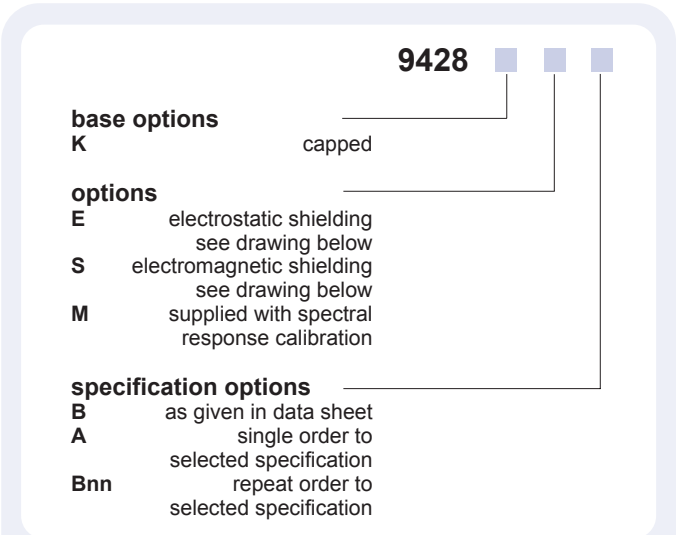 9428
base options
K capped
options
E electrostatic shielding
see drawing below
S electromagnetic shielding
see drawing below
M supplied with spectral
response calibration
specification options
B as given in data sheet
A single order to
selected specification
Bnn repeat order to
selected specification